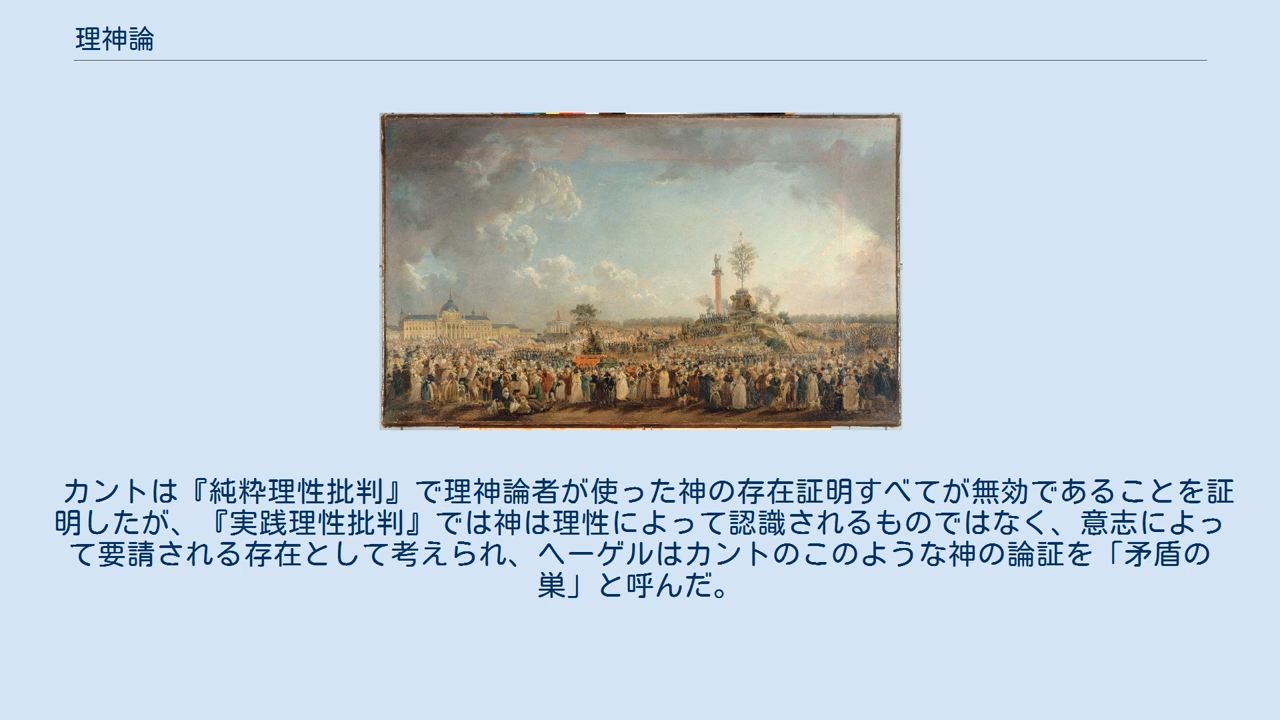 理神論
カントは『純粋理性批判』で理神論者が使った神の存在証明すべてが無効であることを証
明したが、『実践理性批判』では神は理性によって認識されるものではなく、意志によっ
て要請される存在として考えられ、ヘーゲルはカントのこのような神の論証を「矛盾の
巣」と呼んだ。